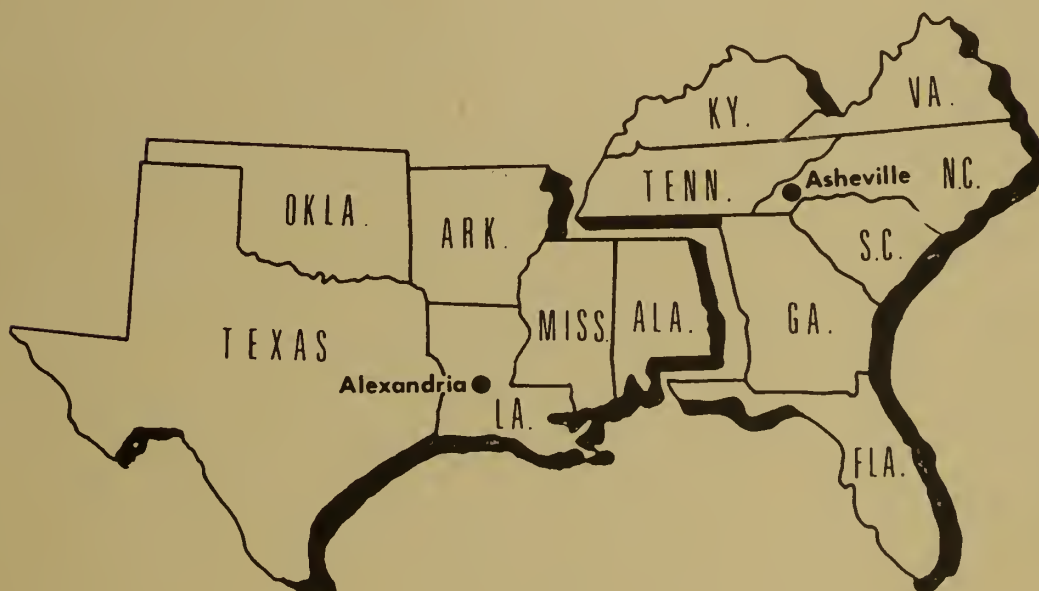 KY.
VA.
TENN.
Asheville
N.C.
OKLA.
ARK.
S.C.
TEXAS
MISS.
ALA.
GA.
Alexandria
LA.
FLA.